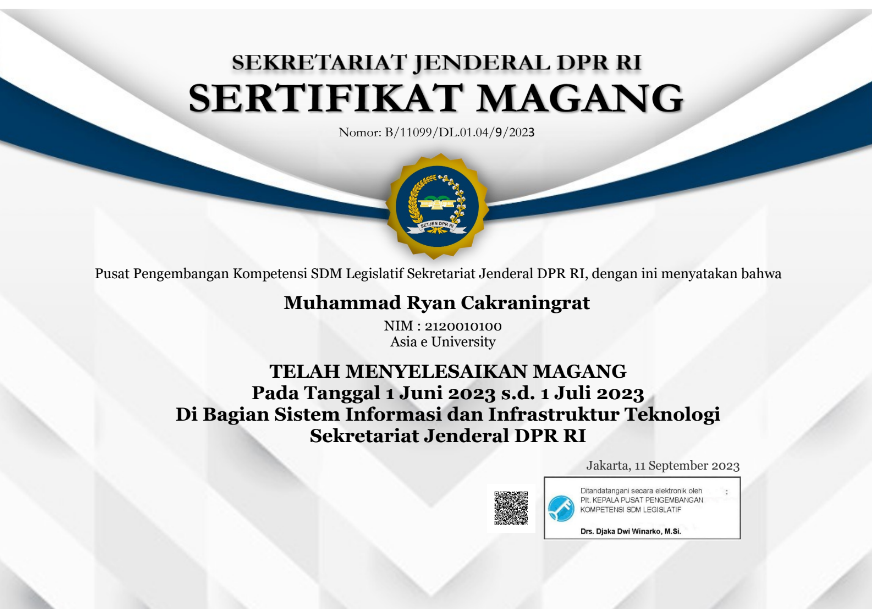 SEKRETARIAT JENDERAL DPR RI
SERTIFIKAT MAGANG
Nomor: B/11099/DL.01.04/9/2023
SETJEN DPR RI
Pusat Pengembangan Kompetensi SDM Legislatif Sekretariat Jenderal DPR RI, dengan ini menyatakan bahwa
Muhammad Ryan Cakraningrat
NIM : 2120010100
Asia e University
TELAH MENYELESAIKAN MAGANG
Pada Tanggal 1 Juni 2023 s.d. 1 Juli 2023
Di Bagian Sistem Informasi dan Infrastruktur Teknologi
Sekretariat Jenderal DPR RI
Jakarta, 11 September 2023
Ditandatangani secara elektronik oleh :
Plt. KEPALA PUSAT PENGEMBANGAN
KOMPETENSI SDM LEGISLATIF
Drs. Djaka Dwi Winarko, M.Si.